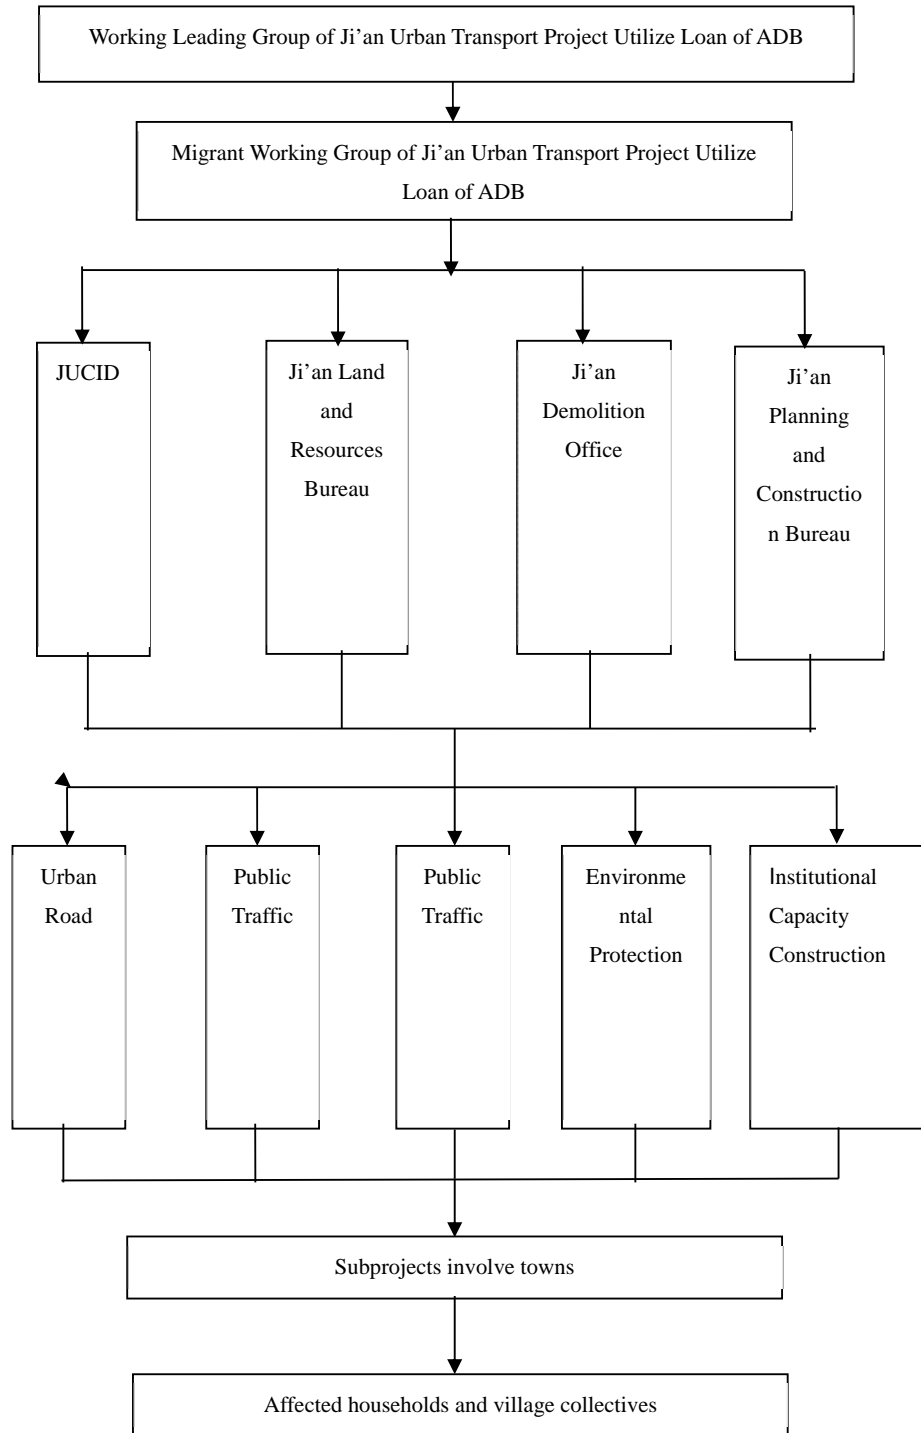 Working Leading Group of Ji’an Urban Transport Project Utilize Loan of ADB
Migrant Working Group of Ji’an Urban Transport Project Utilize
Loan of ADB
JUCID
Ji’an Land
and
Resources
Bureau
Ji’an
Demolition
Office
Ji’an
Planning
and
Constructio
n Bureau
Urban
Road
Public
Traffic
Public
Traffic
Environme
ntal
Protection
Institutional
Capacity
Construction
Subprojects involve towns
Affected households and village collectives